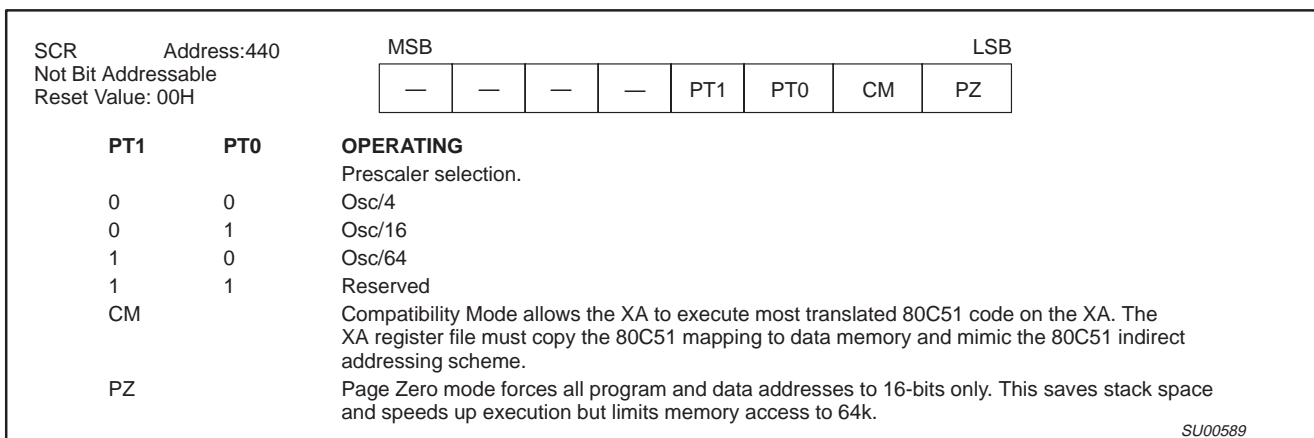 SCR Address:440
Not Bit Addressable
Reset Value: 00H
MSB LSB
— — — — PT1 PT0 CM PZ
PT1 PT0 OPERATING
Prescaler selection.
0 0 Osc/4
0 1 Osc/16
1 0 Osc/64
1 1 Reserved
CM Compatibility Mode allows the XA to execute most translated 80C51 code on the XA. The
XA register file must copy the 80C51 mapping to data memory and mimic the 80C51 indirect
addressing scheme.
PZ Page Zero mode forces all program and data addresses to 16-bits only. This saves stack space
and speeds up execution but limits memory access to 64k.
SU00589